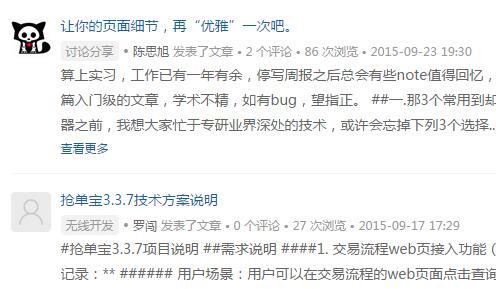 让你的页面细节，再“优雅”一次吧。
讨论分享 • 陈思旭 发表了文章 • 2 个评论 • 86 次浏览 • 2015-09-23 19:30
算上实习，工作已有一年有余，停写周报之后总会有些note值得回忆，
篇入门级的文章，学术不精，如有bug，望指正。 ##一.那3个常用到却
器之前，我想大家忙于专研业界深处的技术，或许会忘掉下列3个选择...
查看更多
抢单宝3.3.7技术方案说明
无线开发 • 罗闯 发表了文章 • 0 个评论 • 27 次浏览 • 2015-09-17 17:29
#抢单宝3.3.7项目说明 ##需求说明 ####1. 交易流程web页接入功能（
记录：** ###### 用户场景：用户可以在交易流程的web页面点击查询